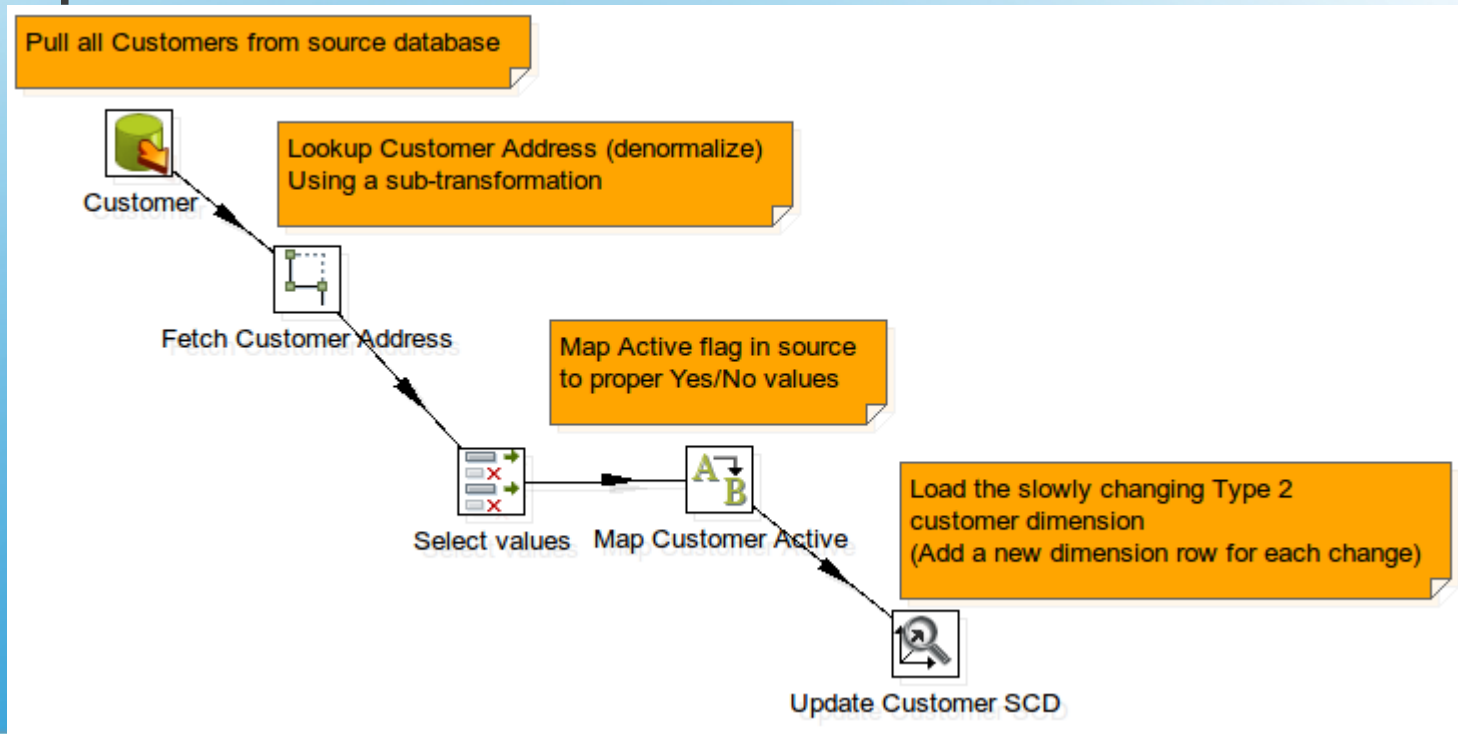 Pull all Customers from source database
Customer
Lookup Customer Address (denormalize)
Using a sub-transformation
Fetch Customer Address
Map Active flag in source
to proper Yes/No values
Select values
A
B
Map Customer Active
Load the slowly changing Type 2
customer dimension
(Add a new dimension row for each change)
Update Customer SCD